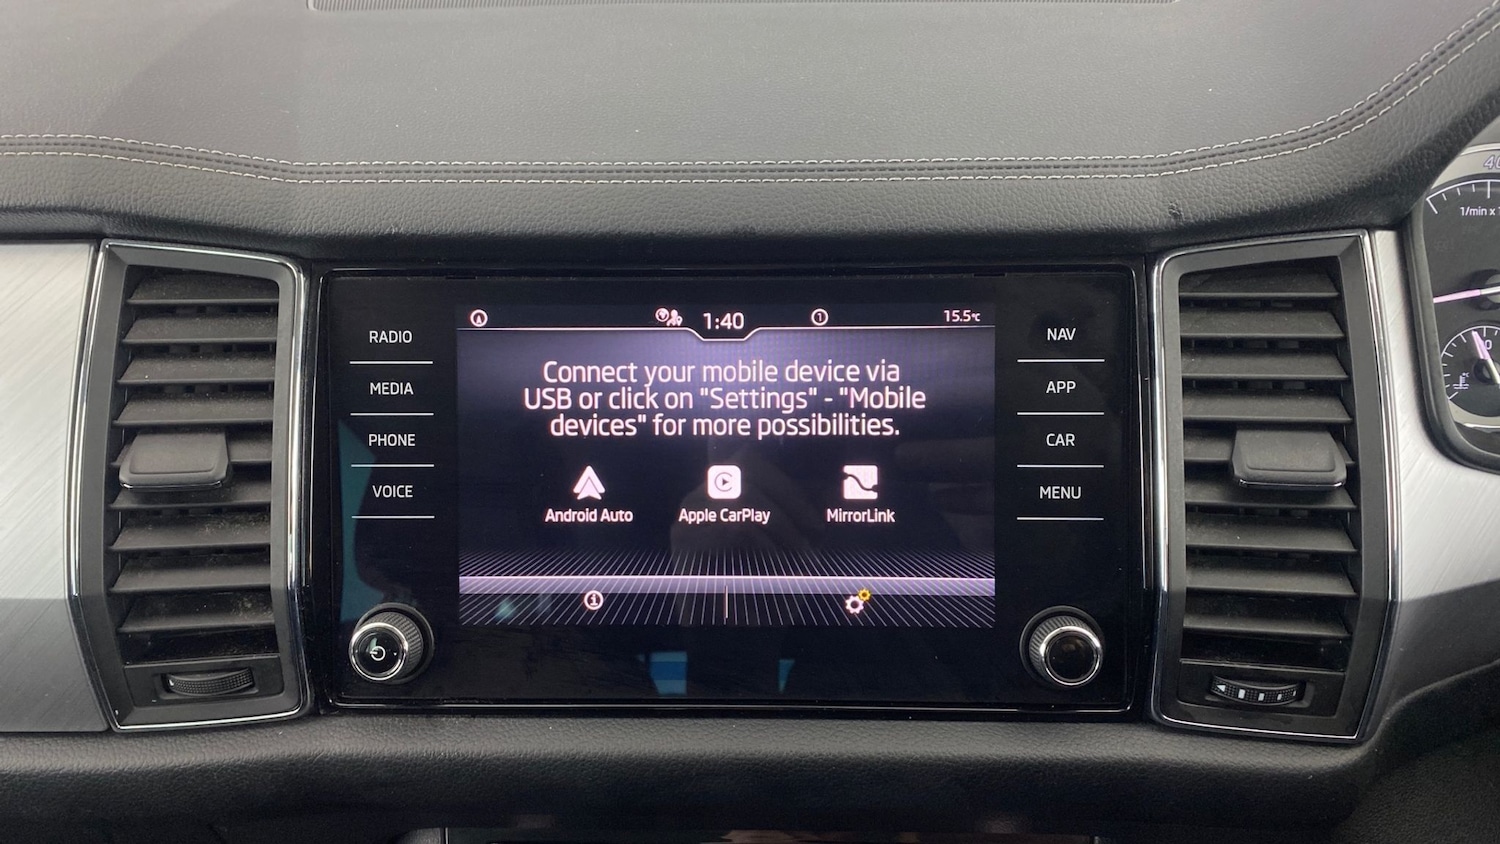 1:40
1
15.5°C
RADIO
MEDIA
PHONE
VOICE
Connect your mobile device via
USB or click on "Settings" - "Mobile
devices" for more possibilities.
Android Auto
Apple CarPlay
MirrorLink
NAV
APP
CAR
MENU
1/min x